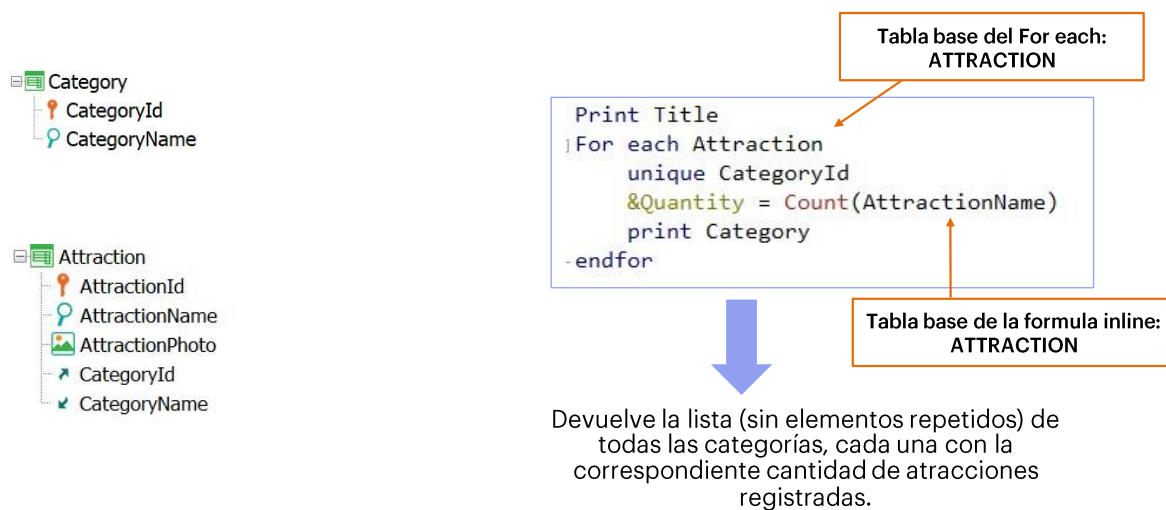 Category
CategoryId
CategoryName
Attraction
AttractionId
AttractionName
AttractionPhoto
CategoryId
CategoryName
Tabla base del For each:
ATTRACTION
Print Title
For each Attraction
unique CategoryId
&Quantity = Count(AttractionName)
print Category
endfor
Tabla base de la formula inline:
ATTRACTION
Devuelve la lista (sin elementos repetidos) de
todas las categorías, cada una con la
correspondiente cantidad de atracciones
registradas.